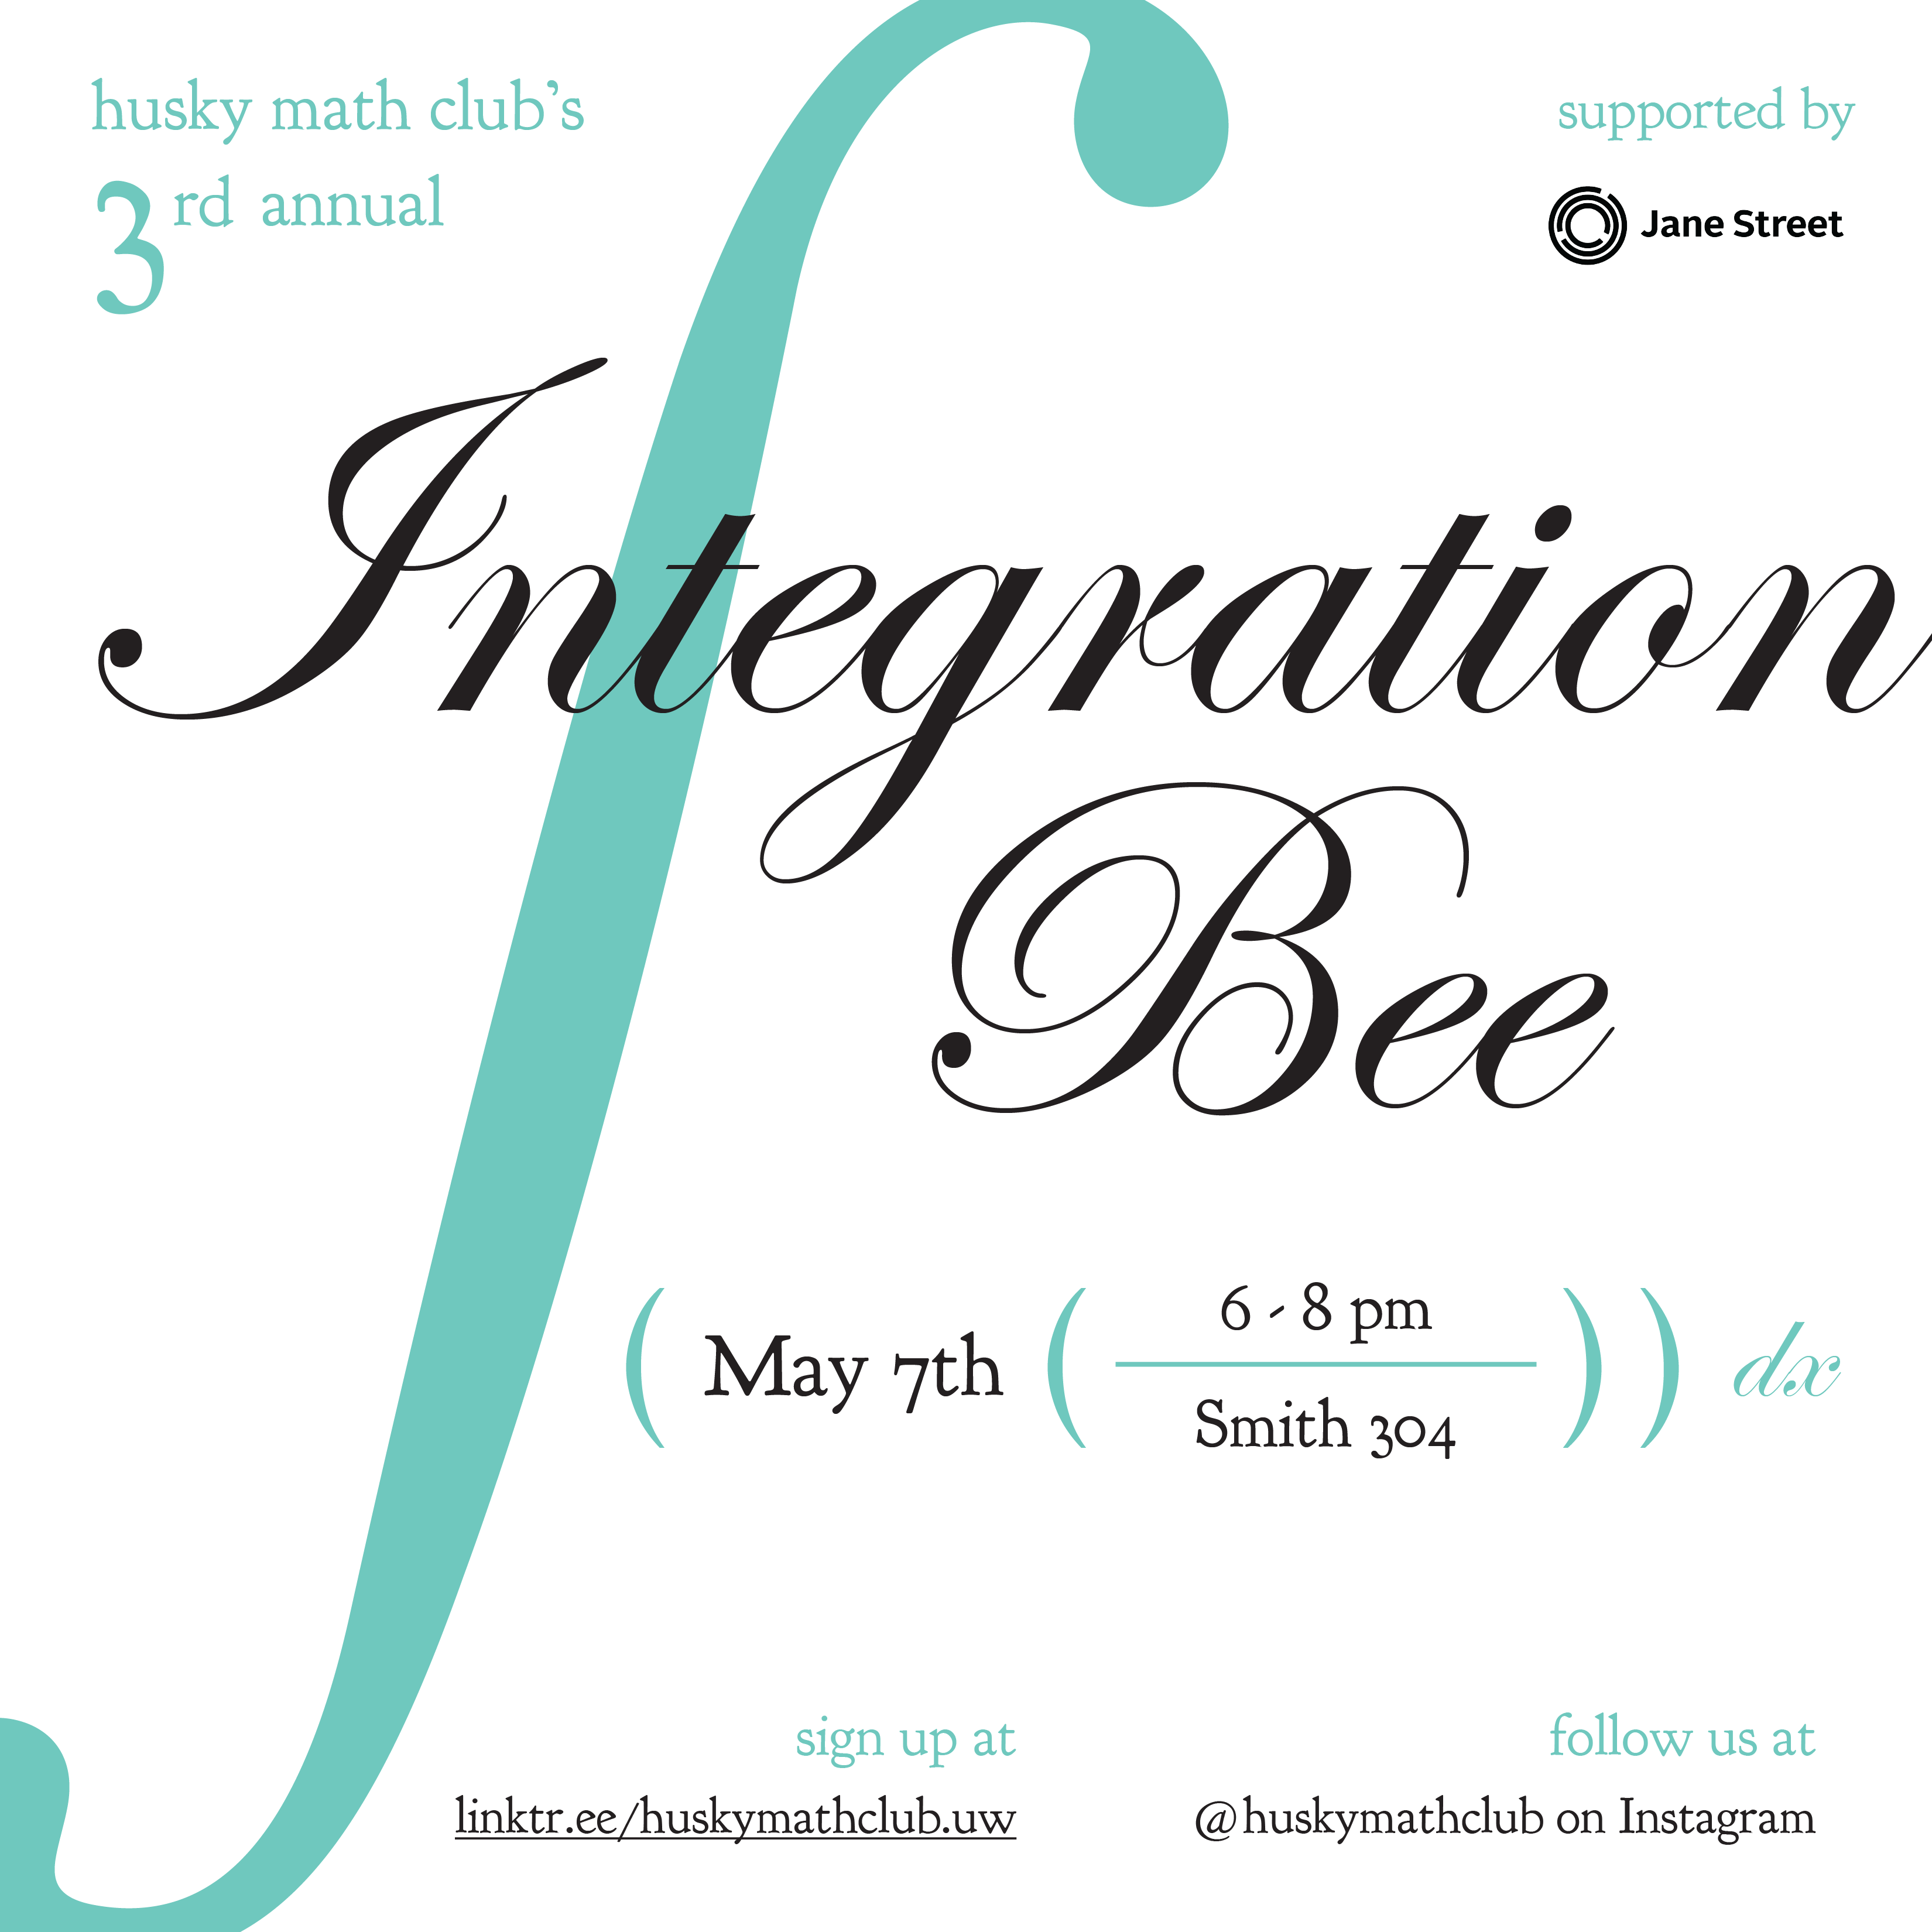 husky math club's
3rd annual
supported by
Jane Street
∫
Integration
Bee
( May 7th ( 6 - 8 pm
Smith 304 ) ) dx
sign up at
linktr.ee/huskymathclub.uw
follow us at
@huskymathclub on Instagram